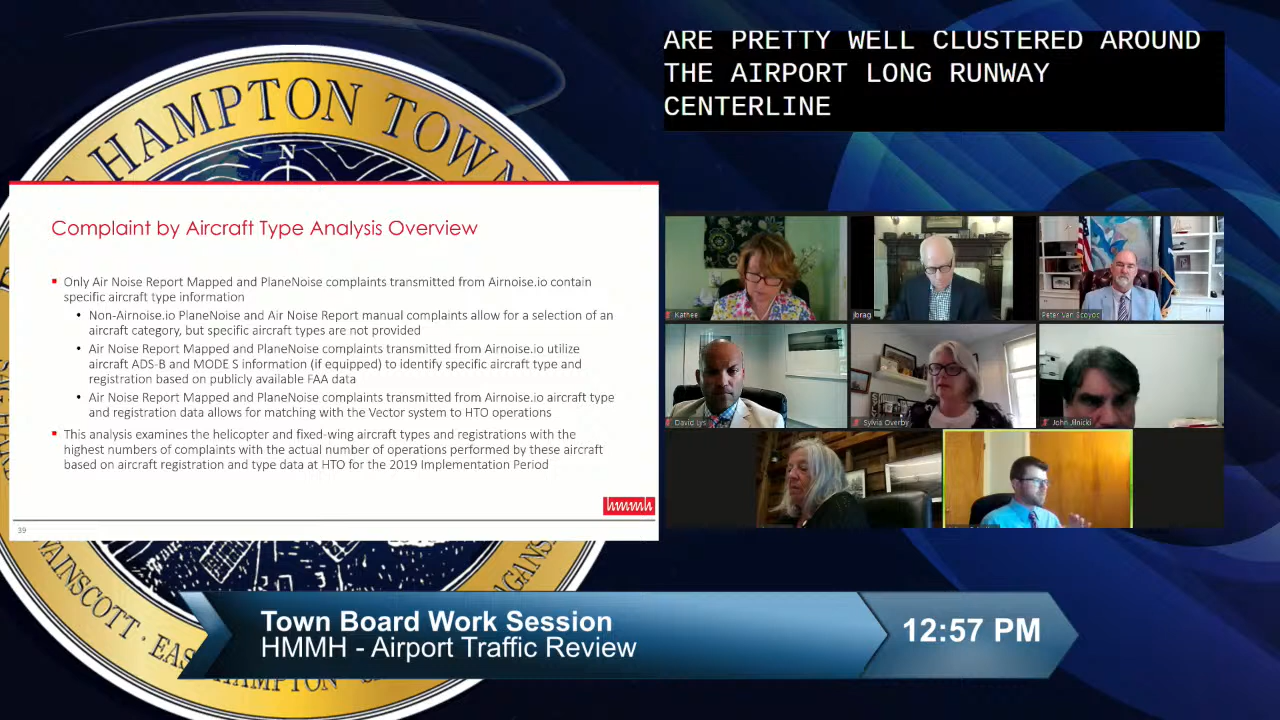 ARE PRETTY WELL CLUSTERED AROUND
THE AIRPORT LONG RUNWAY
CENTERLINE
HAMPTON TOWN
N
Complaint by Aircraft Type Analysis Overview
Only Air Noise Report Mapped and PlaneNoise complaints transmitted from Airnoise.io contain
specific aircraft type information
Non-Airnoise.io PlaneNoise and Air Noise Report manual complaints allow for a selection of an
aircraft category, but specific aircraft types are not provided
Air Noise Report Mapped and PlaneNoise complaints transmitted from Airnoise.io utilize
aircraft ADS-B and MODE S information (if equipped) to identify specific aircraft type and
registration based on publicly available FAA data
Air Noise Report Mapped and PlaneNoise complaints transmitted from Airnoise.io aircraft type
and registration data allows for matching with the Vector system to HTO operations
This analysis examines the helicopter and fixed-wing aircraft types and registrations with the
highest numbers of complaints with the actual number of operations performed by these aircraft
based on aircraft registration and type data at HTO for the 2019 Implementation Period
hmmh
39
Kathee
jbrag
Peter Van Scoyoc
David Lys
Sylvia Overby
John Jilnicki
WAINSCOTT · EAS
HAMPTON
Town Board Work Session
HMMH - Airport Traffic Review
12:57 PM